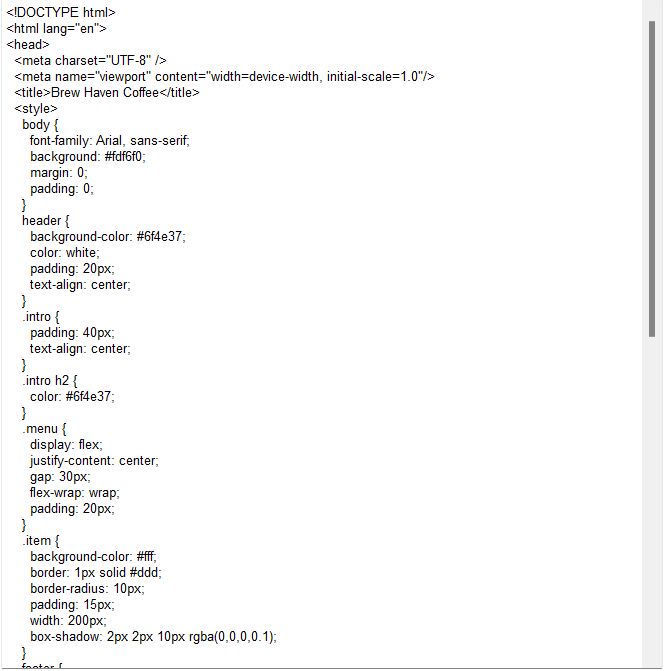 <!DOCTYPE html>
<html lang="en">
<head>
<meta charset="UTF-8" />
<meta name="viewport" content="width=device-width, initial-scale=1.0"/>
<title>Brew Haven Coffee</title>
<style>
body {
font-family: Arial, sans-serif;
background: #fdf6f0;
margin: 0;
padding: 0;
}
header {
background-color: #6f4e37;
color: white;
padding: 20px;
text-align: center;
}
.intro {
padding: 40px;
text-align: center;
}
.intro h2 {
color: #6f4e37;
}
.menu {
display: flex;
justify-content: center;
gap: 30px;
flex-wrap: wrap;
padding: 20px;
}
.item {
background-color: #fff;
border: 1px solid #ddd;
border-radius: 10px;
padding: 15px;
width: 200px;
box-shadow: 2px 2px 10px rgba(0,0,0,0.1);
}
footer {